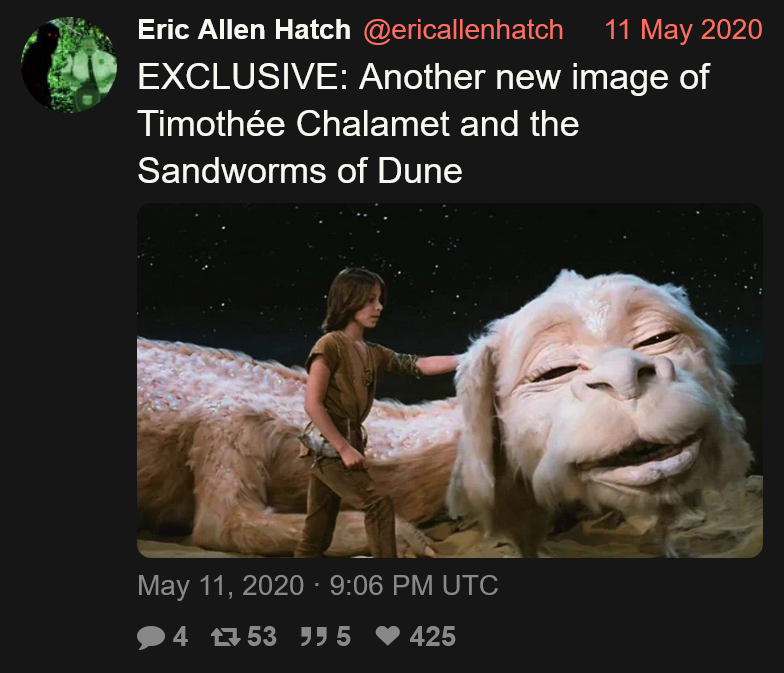 Eric Allen Hatch @ericallenhatch 11 May 2020
EXCLUSIVE: Another new image of
Timothée Chalamet and the
Sandworms of Dune
May 11, 2020 · 9:06 PM UTC
4 53 5 425